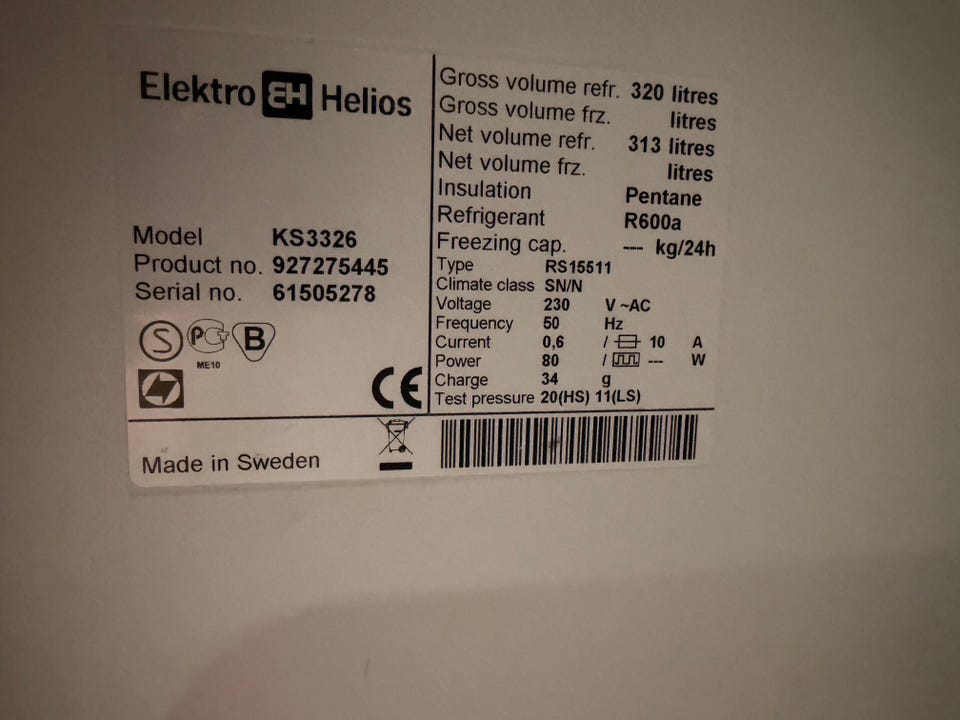 Elektro EH Helios
Model KS3326
Product no. 927275445
Serial no. 61505278
S PCT B
ME10
CE
Made in Sweden
Gross volume refr. 320 litres
Gross volume frz. litres
Net volume refr. 313 litres
Net volume frz. litres
Insulation Pentane
Refrigerant R600a
Freezing cap. --- kg/24h
Type RS15511
Climate class SN/N
Voltage 230 V ~AC
Frequency 50 Hz
Current 0,6 / 10 A
Power 80 / --- W
Charge 34 g
Test pressure 20(HS) 11(LS)